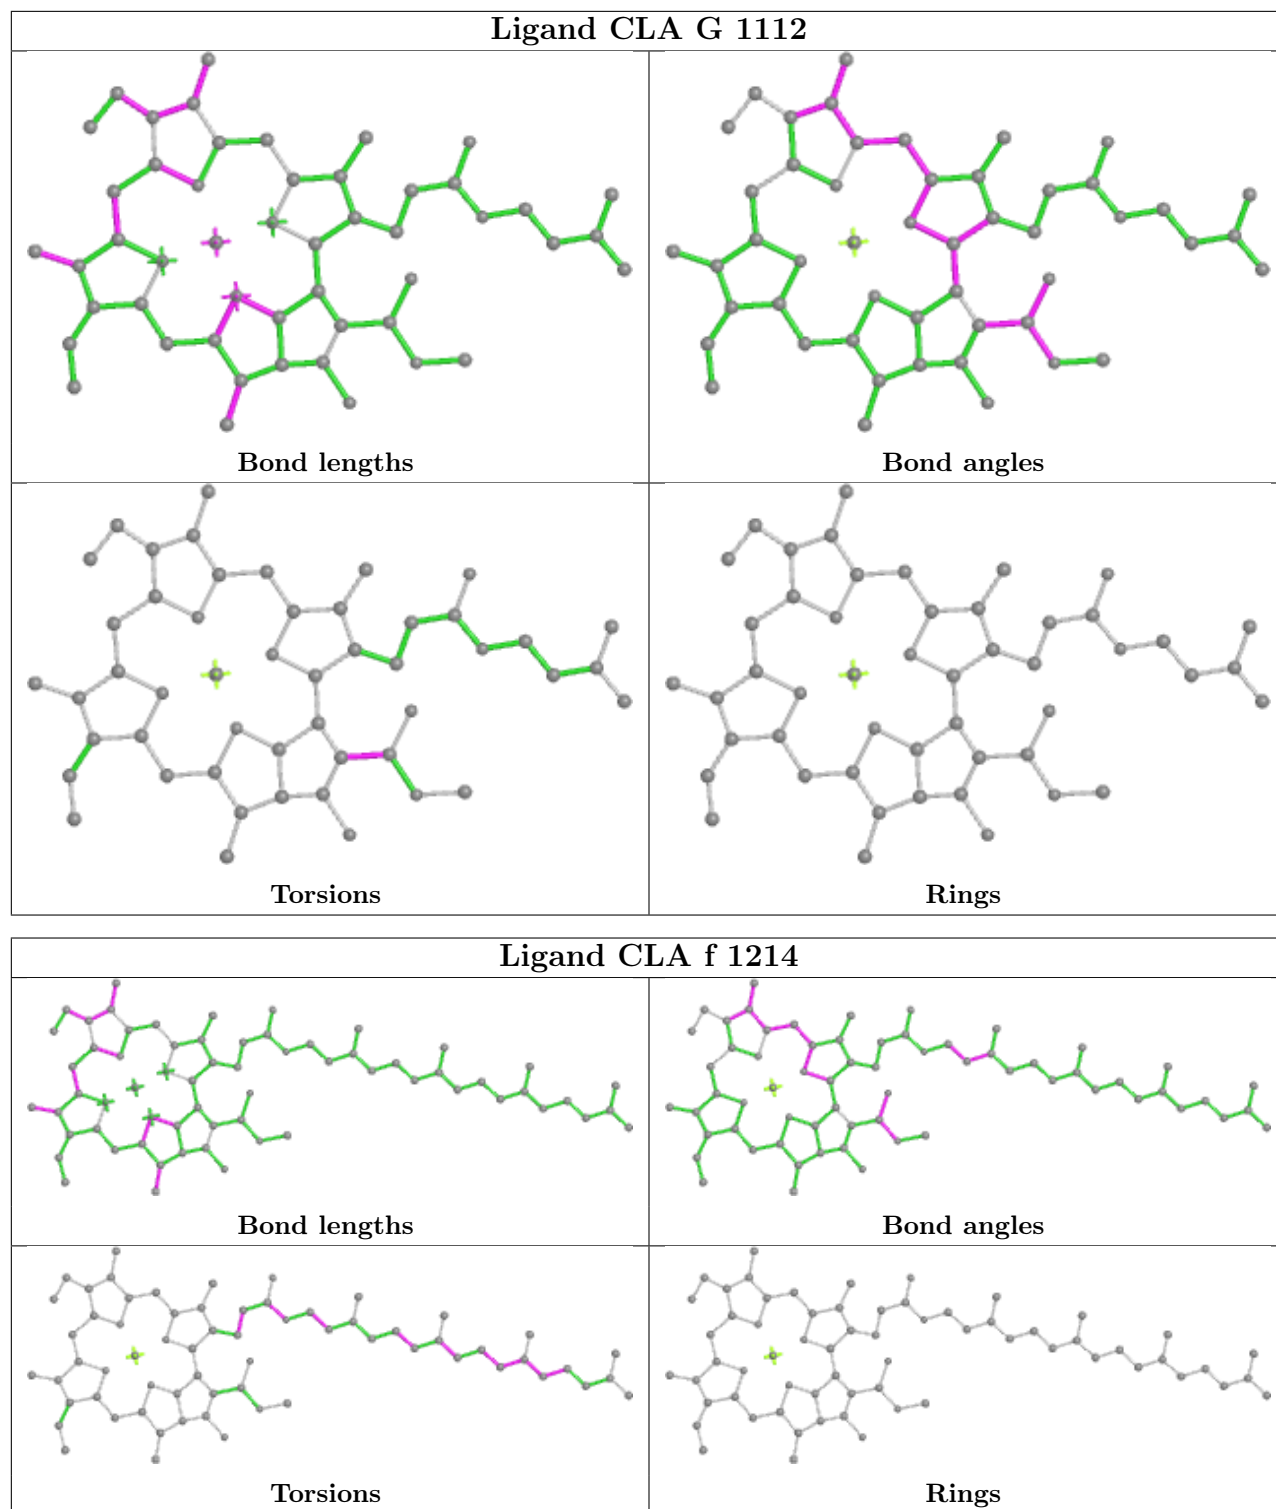 Ligand CLA G 1112
Bond lengths
Bond angles
Torsions
Rings
Ligand CLA f 1214
Bond lengths
Bond angles
Torsions
Rings